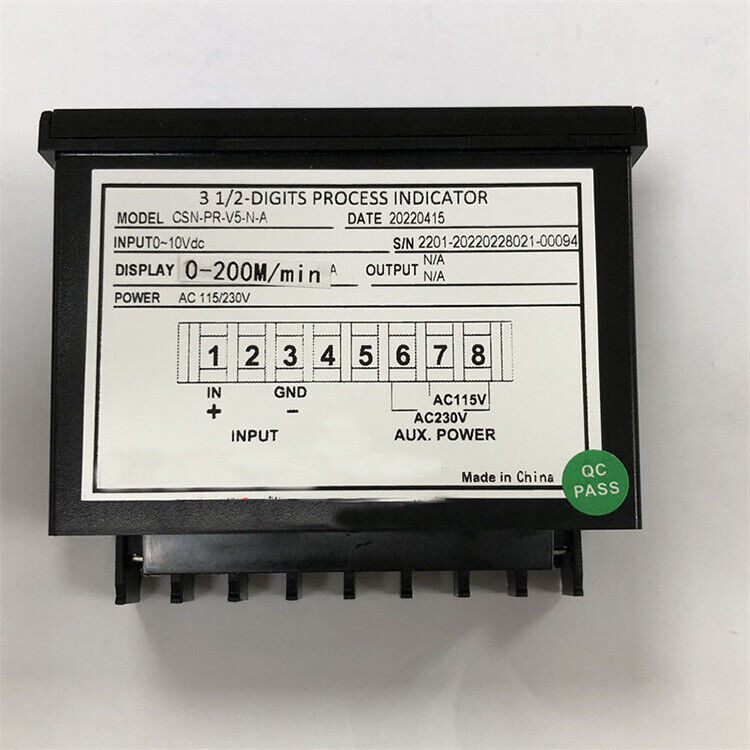 3 1/2-DIGITS PROCESS INDICATOR
MODEL CSN-PR-V5-N-A DATE 20220415
INPUT0~10Vdc S/N 2201-20220228021-00094
DISPLAY 0-200M/min A OUTPUT N/A
N/A
POWER AC 115/230V
1 2 3 4 5 6 7 8
IN GND AC115V
+ - AC230V
INPUT AUX. POWER
Made in China
QC
PASS